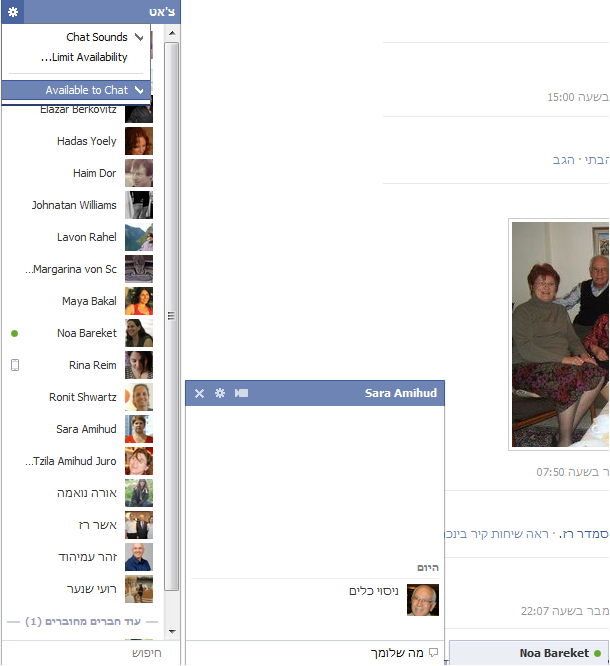 צ'אט
Chat Sounds
Limit Availability...
Available to Chat
Elazar Berkovitz
Hadas Yoely
Haim Dor
Johnatan Williams
Lavon Rahel
Margarina von Sc...
Maya Bakal
Noa Bareket
Rina Reim
Ronit Shwartz
Sara Amihud
Tzila Amihud Juro...
אורה נואמה
אשר רז
זהר עמיהוד
רועי שנער
עוד חברים מחוברים (1)
חיפוש
בשעה 15:00
הבתי · הגב
ר בשעה 07:50
סמדר רז. · ראה שיחות קיר בינכ
מבר בשעה 22:07
Sara Amihud
היום
ניסוי כלים
מה שלומך
Noa Bareket